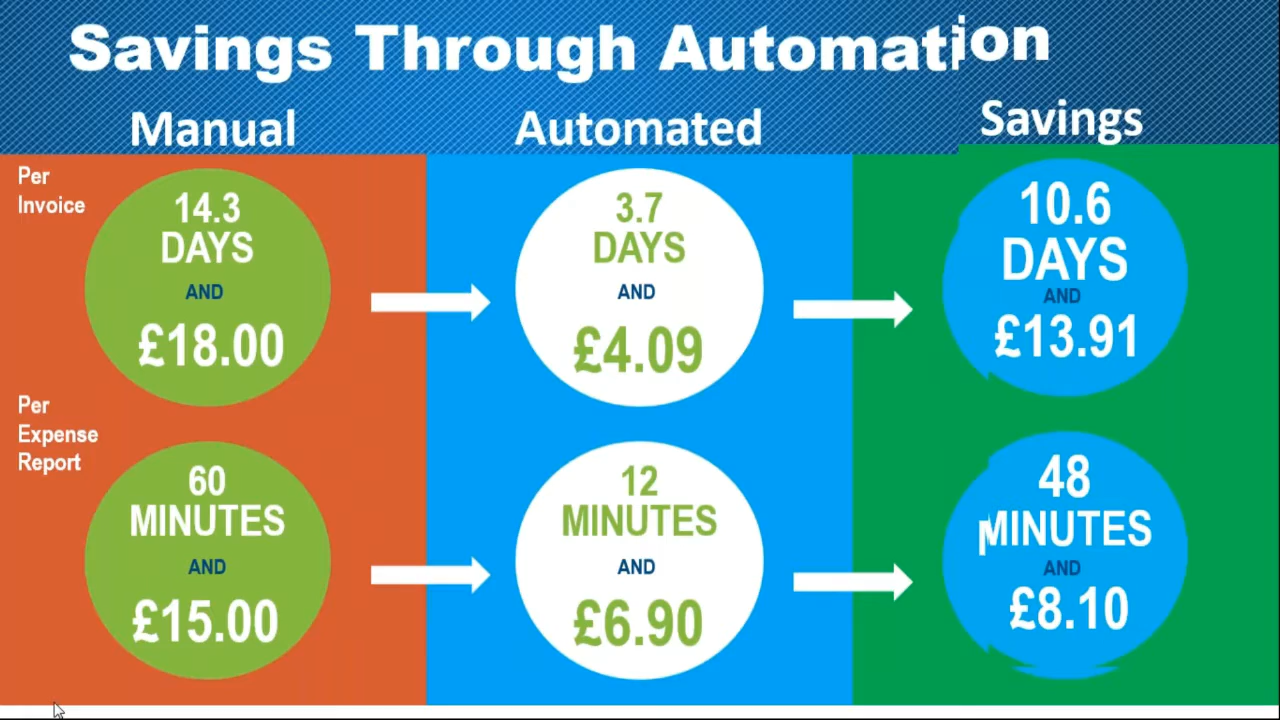 Savings Through Automation
Manual
Automated
Savings
Per
Invoice
14.3
DAYS
AND
£18.00
3.7
DAYS
AND
£4.09
10.6
DAYS
AND
£13.91
Per
Expense
Report
60
MINUTES
AND
£15.00
12
MINUTES
AND
£6.90
48
MINUTES
AND
£8.10